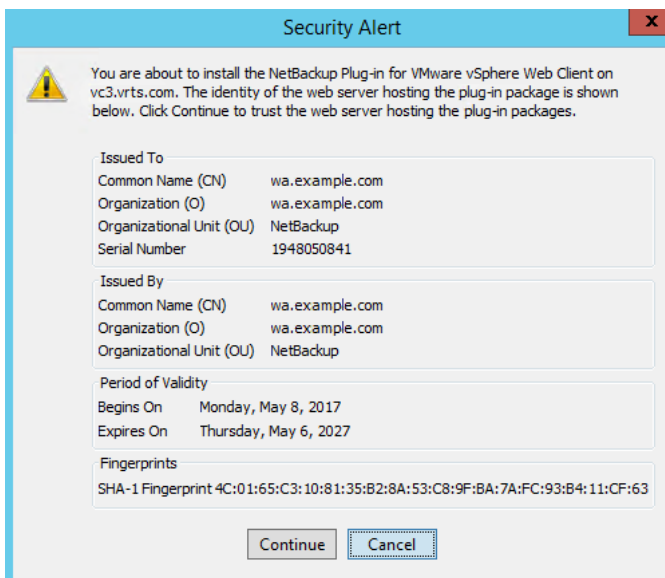 Security Alert
x
You are about to install the NetBackup Plug-in for VMware vSphere Web Client on
vc3.vrts.com. The identity of the web server hosting the plug-in package is shown
below. Click Continue to trust the web server hosting the plug-in packages.
Issued To
Common Name (CN) wa.example.com
Organization (O) wa.example.com
Organizational Unit (OU) NetBackup
Serial Number 1948050841
Issued By
Common Name (CN) wa.example.com
Organization (O) wa.example.com
Organizational Unit (OU) NetBackup
Period of Validity
Begins On Monday, May 8, 2017
Expires On Thursday, May 6, 2027
Fingerprints
SHA-1 Fingerprint 4C:01:65:C3:10:81:35:B2:8A:53:C8:9F:BA:7A:FC:93:B4:11:CF:63
Continue Cancel